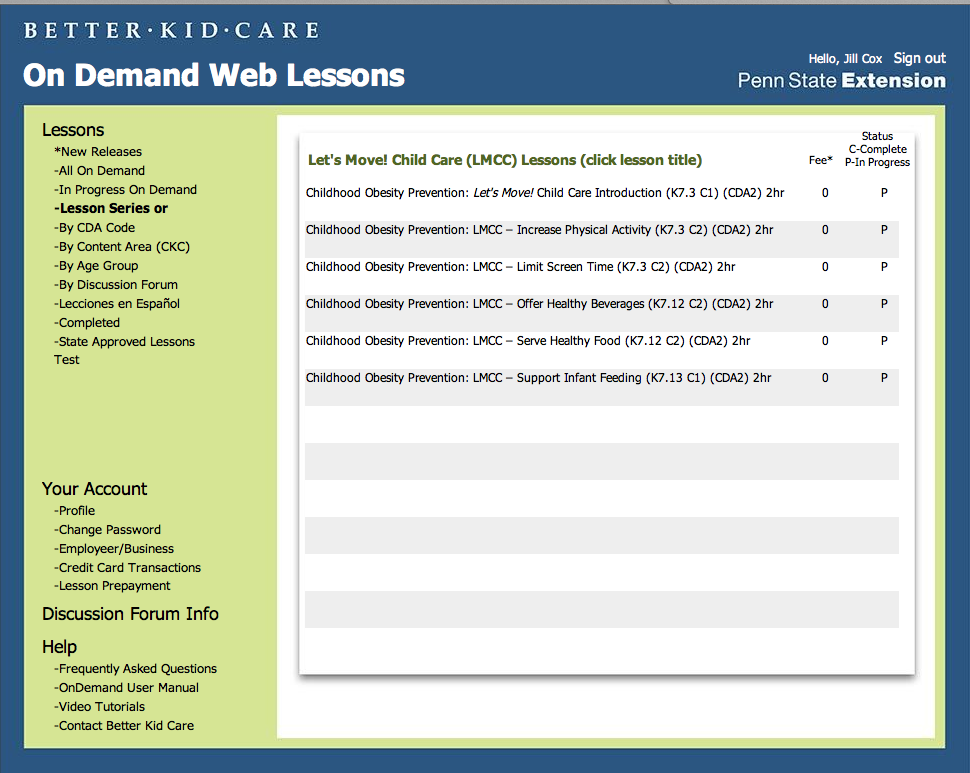 BETTER·KID·CARE
On Demand Web Lessons
Hello, Jill Cox Sign out
Penn State Extension
Lessons
*New Releases
-All On Demand
-In Progress On Demand
-Lesson Series or
-By CDA Code
-By Content Area (CKC)
-By Age Group
-By Discussion Forum
-Lecciones en Español
-Completed
-State Approved Lessons
Test
Your Account
-Profile
-Change Password
-Employeer/Business
-Credit Card Transactions
-Lesson Prepayment
Discussion Forum Info
Help
-Frequently Asked Questions
-OnDemand User Manual
-Video Tutorials
-Contact Better Kid Care
Let's Move! Child Care (LMCC) Lessons (click lesson title)
Fee*
Status
C-Complete
P-In Progress
Childhood Obesity Prevention: Let's Move! Child Care Introduction (K7.3 C1) (CDA2) 2hr 0 P
Childhood Obesity Prevention: LMCC – Increase Physical Activity (K7.3 C2) (CDA2) 2hr 0 P
Childhood Obesity Prevention: LMCC – Limit Screen Time (K7.3 C2) (CDA2) 2hr 0 P
Childhood Obesity Prevention: LMCC – Offer Healthy Beverages (K7.12 C2) (CDA2) 2hr 0 P
Childhood Obesity Prevention: LMCC – Serve Healthy Food (K7.12 C2) (CDA2) 2hr 0 P
Childhood Obesity Prevention: LMCC – Support Infant Feeding (K7.13 C1) (CDA2) 2hr 0 P